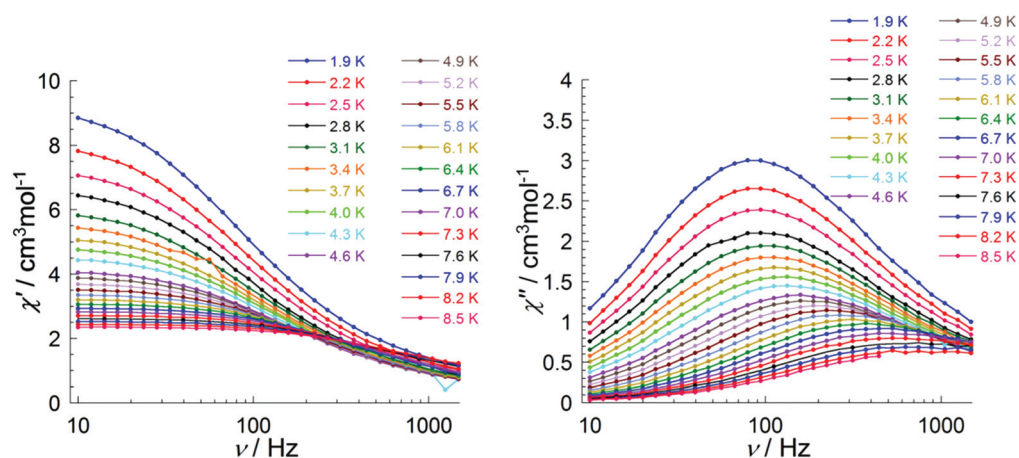 1.9 K 4.9 K
2.2 K 5.2 K
2.5 K 5.5 K
2.8 K 5.8 K
3.1 K 6.1 K
3.4 K 6.4 K
3.7 K 6.7 K
4.0 K 7.0 K
4.3 K 7.3 K
4.6 K 7.6 K
7.9 K
8.2 K
8.5 K
10
8
6
4
2
0
χ' / cm³mol⁻¹
10 100 1000
ν / Hz
1.9 K 4.9 K
2.2 K 5.2 K
2.5 K 5.5 K
2.8 K 5.8 K
3.1 K 6.1 K
3.4 K 6.4 K
3.7 K 6.7 K
4.0 K 7.0 K
4.3 K 7.3 K
4.6 K 7.6 K
7.9 K
8.2 K
8.5 K
4
3.5
3
2.5
2
1.5
1
0.5
0
χ'' / cm³mol⁻¹
10 100 1000
ν / Hz